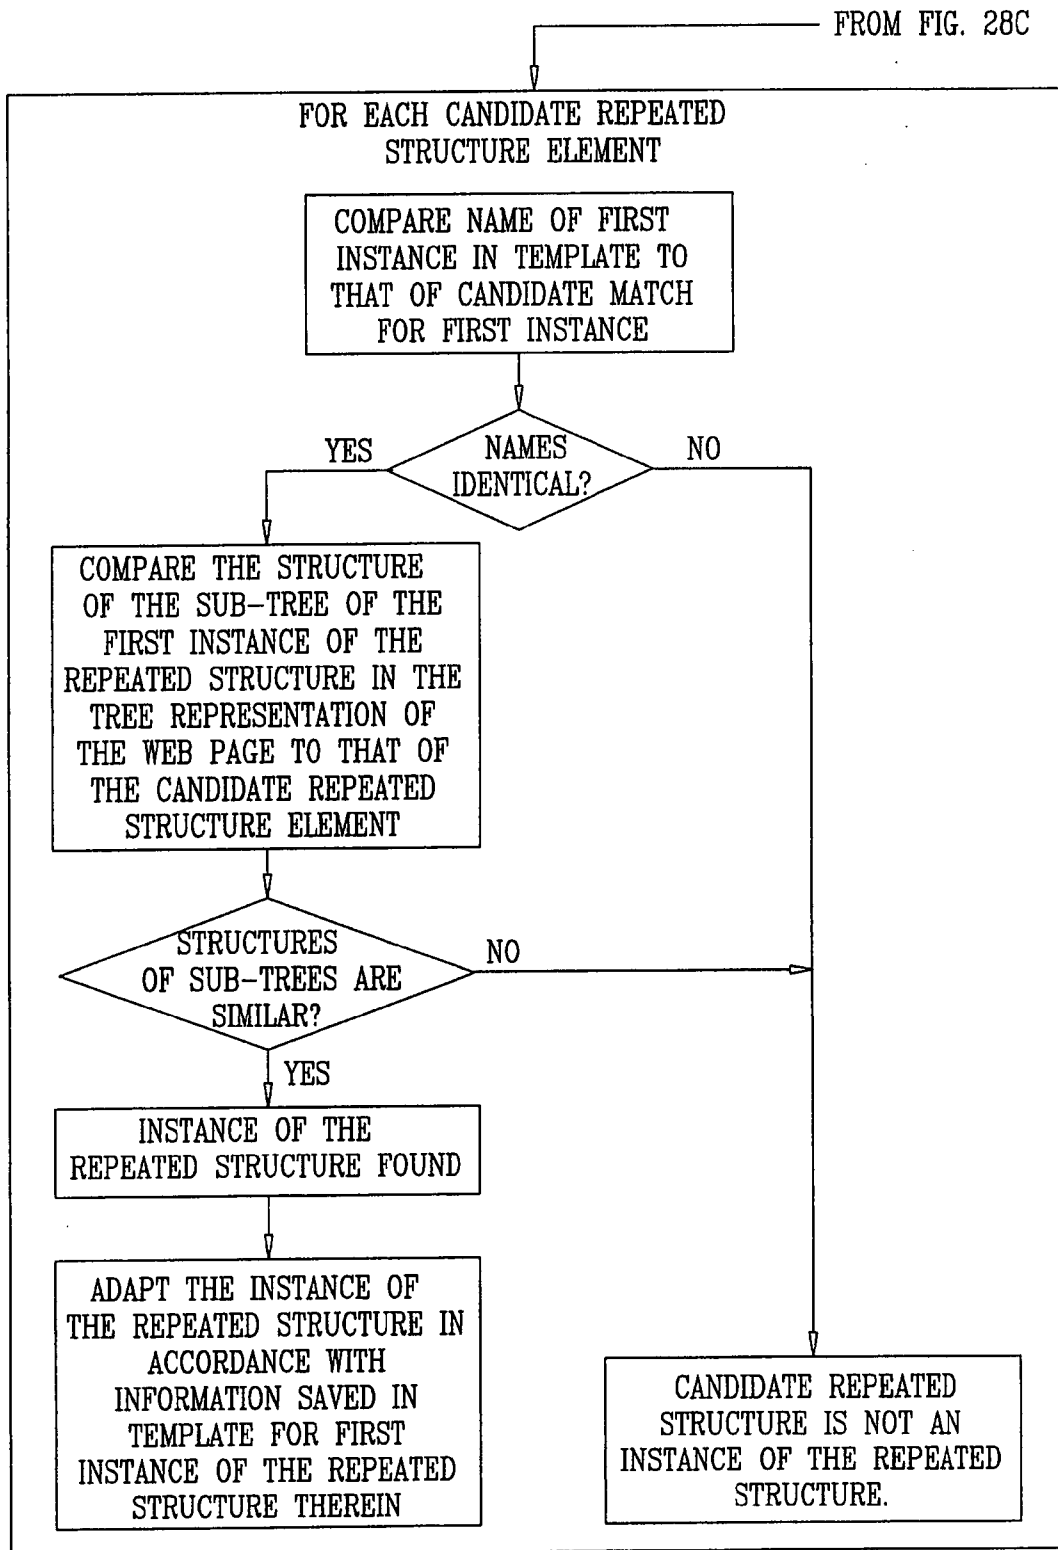 FROM FIG. 28C
FOR EACH CANDIDATE REPEATED
STRUCTURE ELEMENT
COMPARE NAME OF FIRST
INSTANCE IN TEMPLATE TO
THAT OF CANDIDATE MATCH
FOR FIRST INSTANCE
NAMES
IDENTICAL?
YES
NO
COMPARE THE STRUCTURE
OF THE SUB-TREE OF THE
FIRST INSTANCE OF THE
REPEATED STRUCTURE IN THE
TREE REPRESENTATION OF
THE WEB PAGE TO THAT OF
THE CANDIDATE REPEATED
STRUCTURE ELEMENT
STRUCTURES
OF SUB-TREES ARE
SIMILAR?
NO
YES
INSTANCE OF THE
REPEATED STRUCTURE FOUND
ADAPT THE INSTANCE OF
THE REPEATED STRUCTURE IN
ACCORDANCE WITH
INFORMATION SAVED IN
TEMPLATE FOR FIRST
INSTANCE OF THE REPEATED
STRUCTURE THEREIN
CANDIDATE REPEATED
STRUCTURE IS NOT AN
INSTANCE OF THE REPEATED
STRUCTURE.